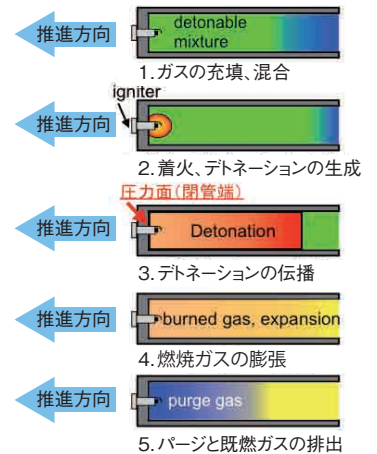 推進方向
detonable
mixture
1.ガスの充填、混合
igniter
推進方向
2.着火、デトネーションの生成
圧力面(閉管端)
推進方向
Detonation
3.デトネーションの伝播
推進方向
burned gas, expansion
4.燃焼ガスの膨張
推進方向
purge gas
5.パージと既燃ガスの排出